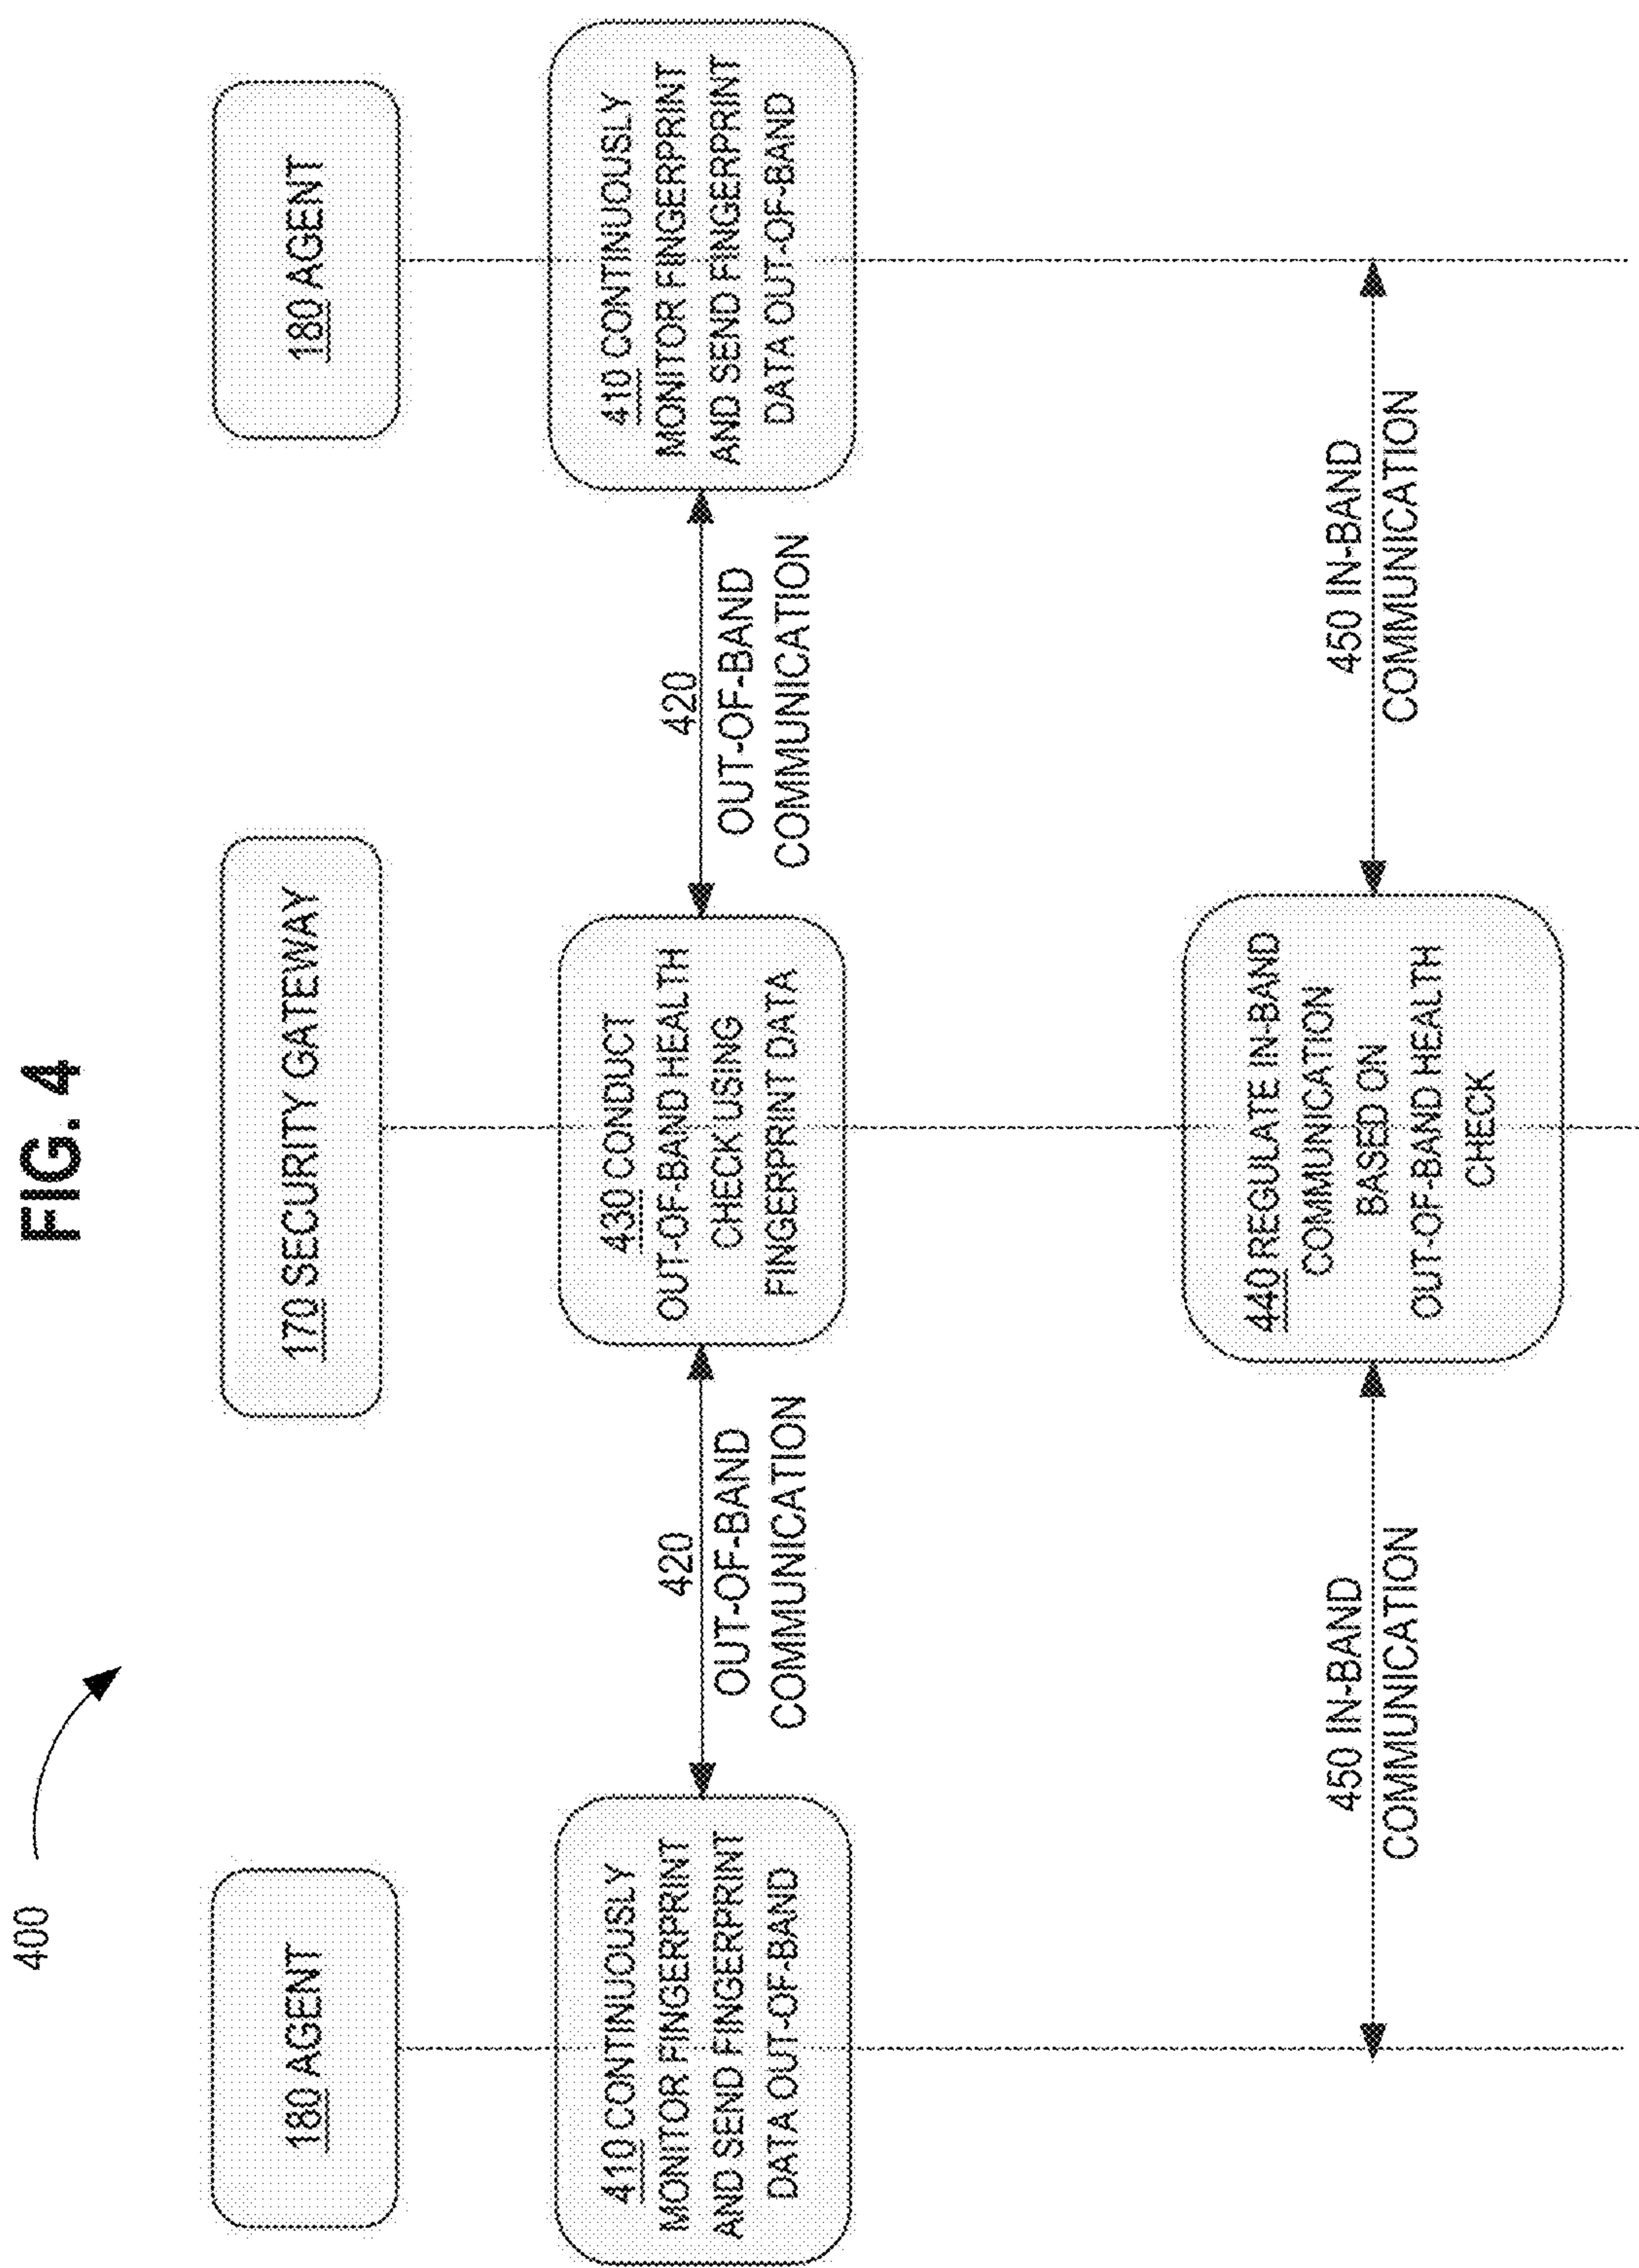 FIG. 4
400
180 AGENT
170 SECURITY GATEWAY
180 AGENT
410 CONTINUOUSLY
MONITOR FINGERPRINT
AND SEND FINGERPRINT
DATA OUT-OF-BAND
420
OUT-OF-BAND
COMMUNICATION
430 CONDUCT
OUT-OF-BAND HEALTH
CHECK USING
FINGERPRINT DATA
420
OUT-OF-BAND
COMMUNICATION
410 CONTINUOUSLY
MONITOR FINGERPRINT
AND SEND FINGERPRINT
DATA OUT-OF-BAND
450 IN-BAND
COMMUNICATION
440 REGULATE IN-BAND
COMMUNICATION
BASED ON
OUT-OF-BAND HEALTH
CHECK
450 IN-BAND
COMMUNICATION